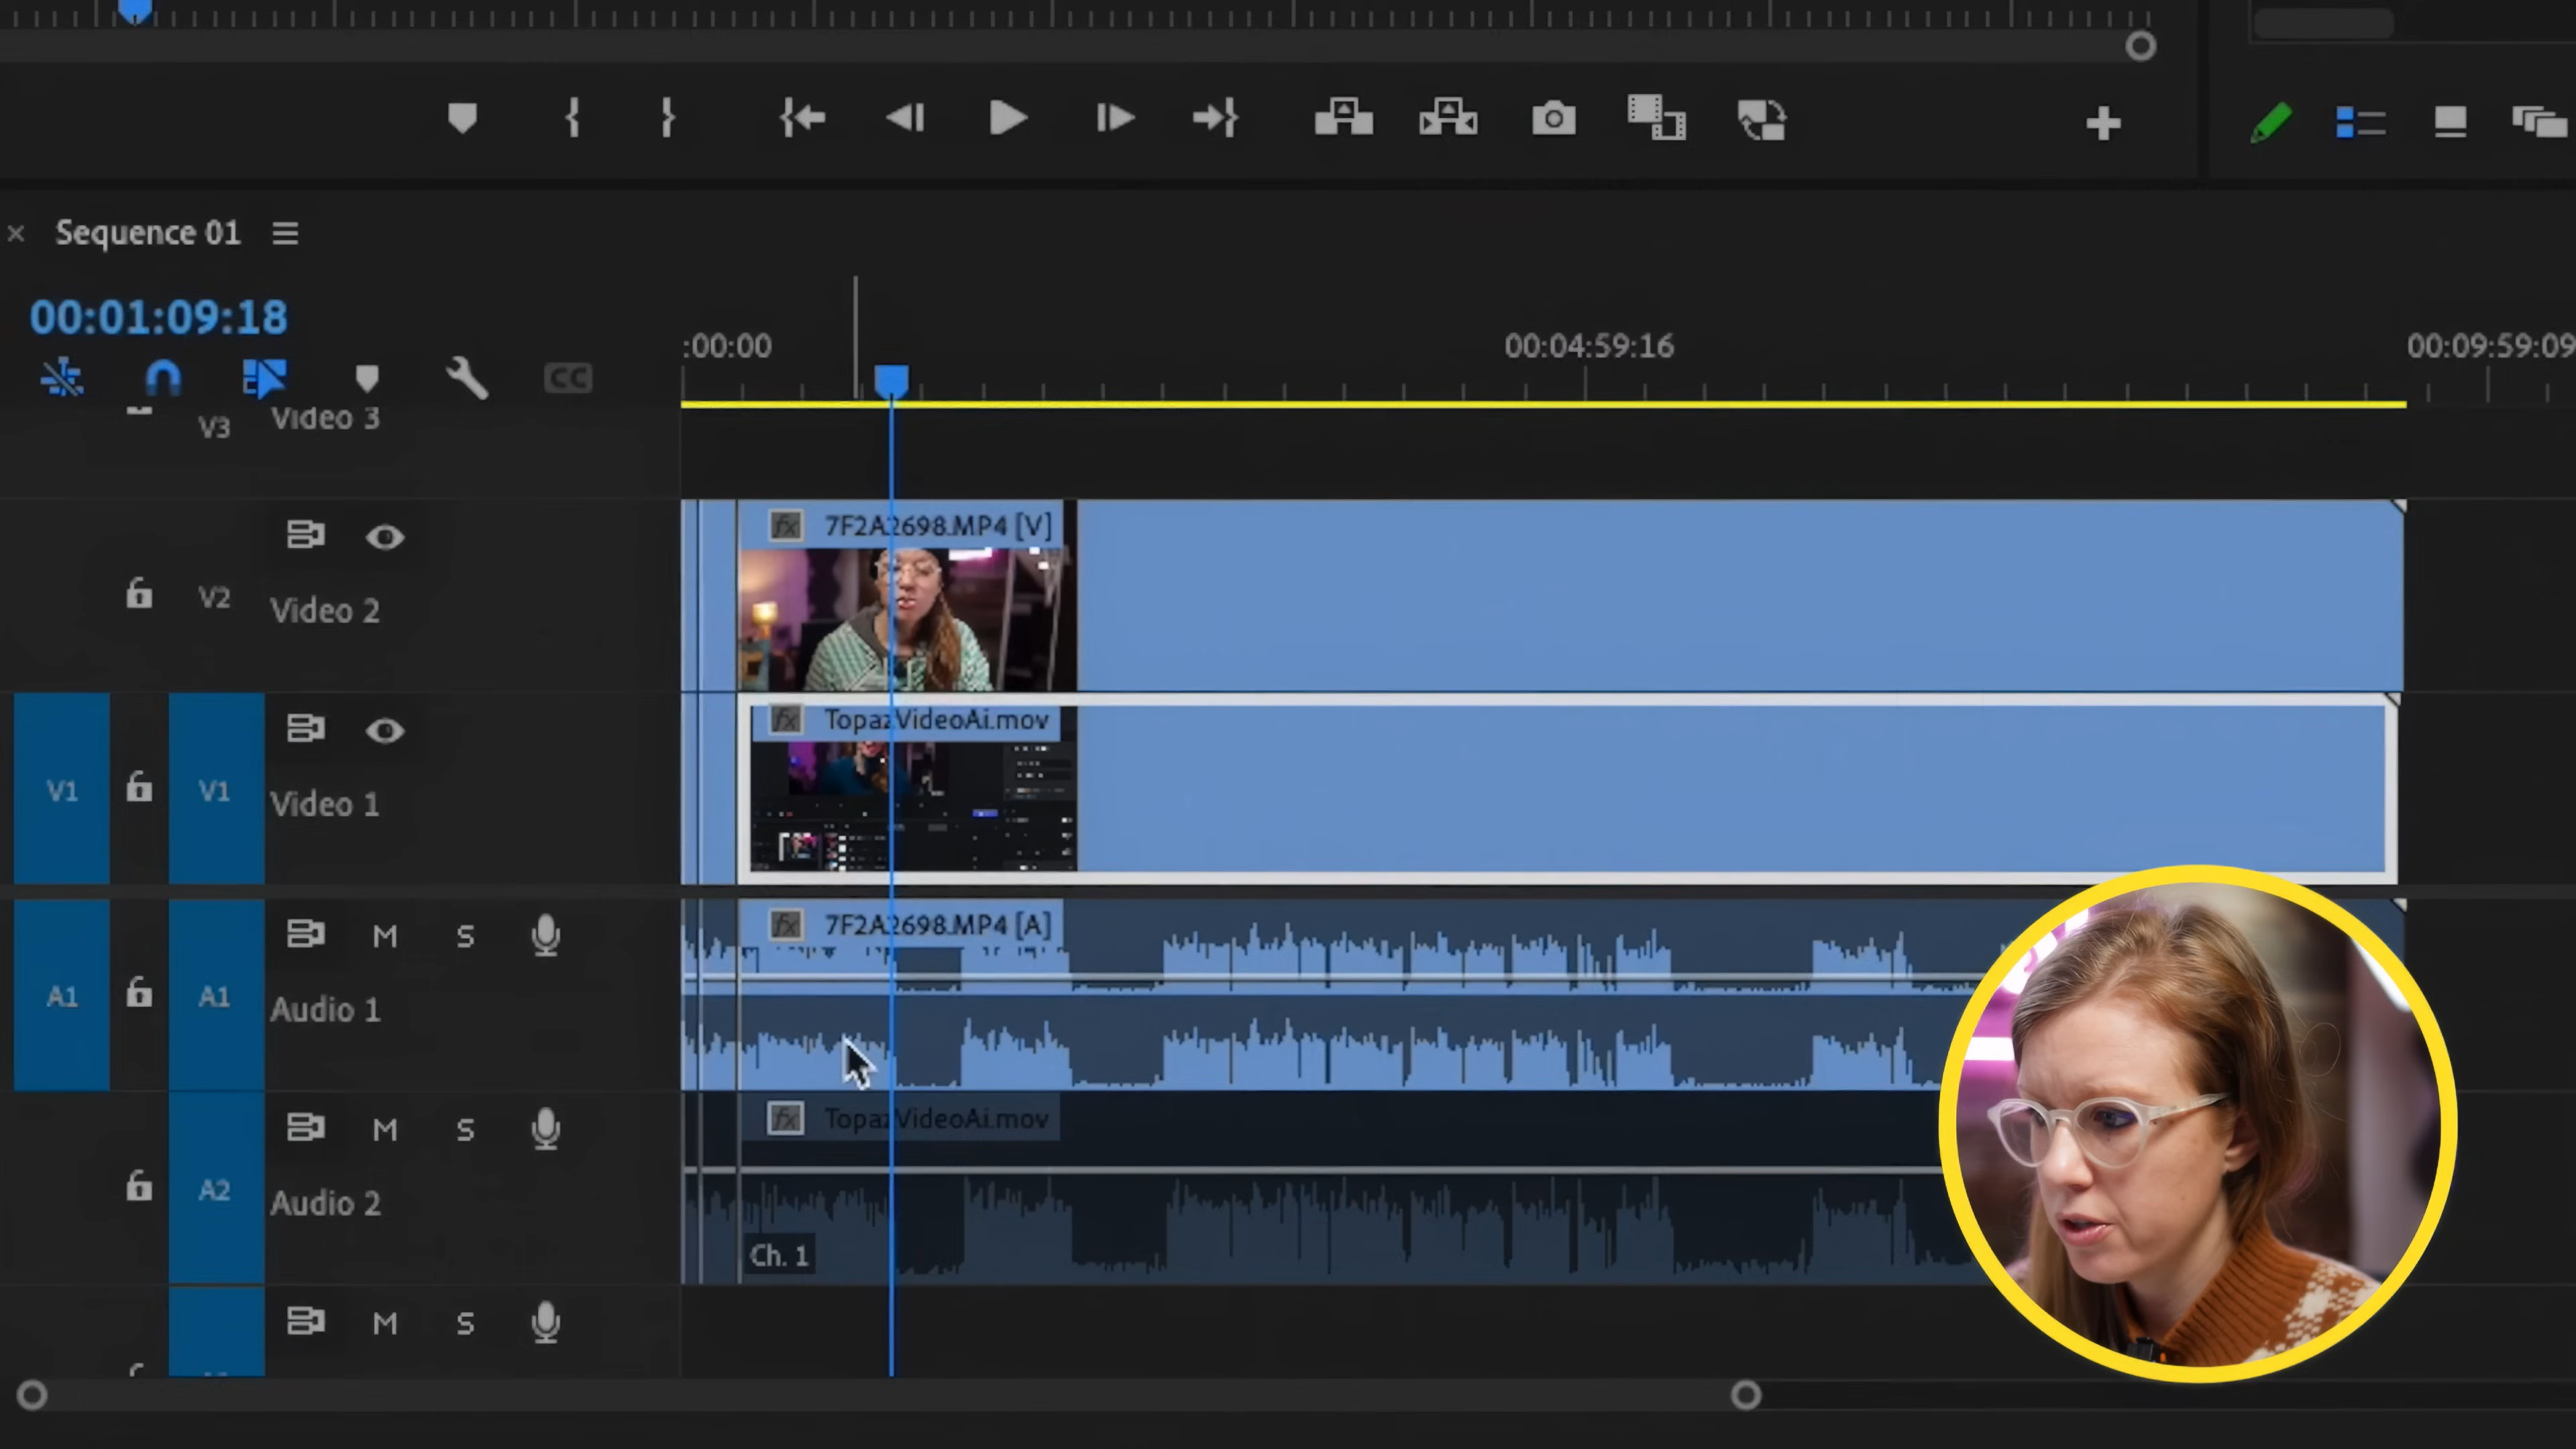 Sequence 01
00:01:09:18
:00:00
00:04:59:16
00:09:59:09
CC
V3
Video 3
7F2A2698.MP4 [V]
V2
Video 2
TopazVideoAi.mov
V1
V1
Video 1
7F2A2698.MP4 [A]
M
S
A1
A1
Audio 1
TopazVideoAi.mov
M
S
A2
Audio 2
Ch. 1
M
S